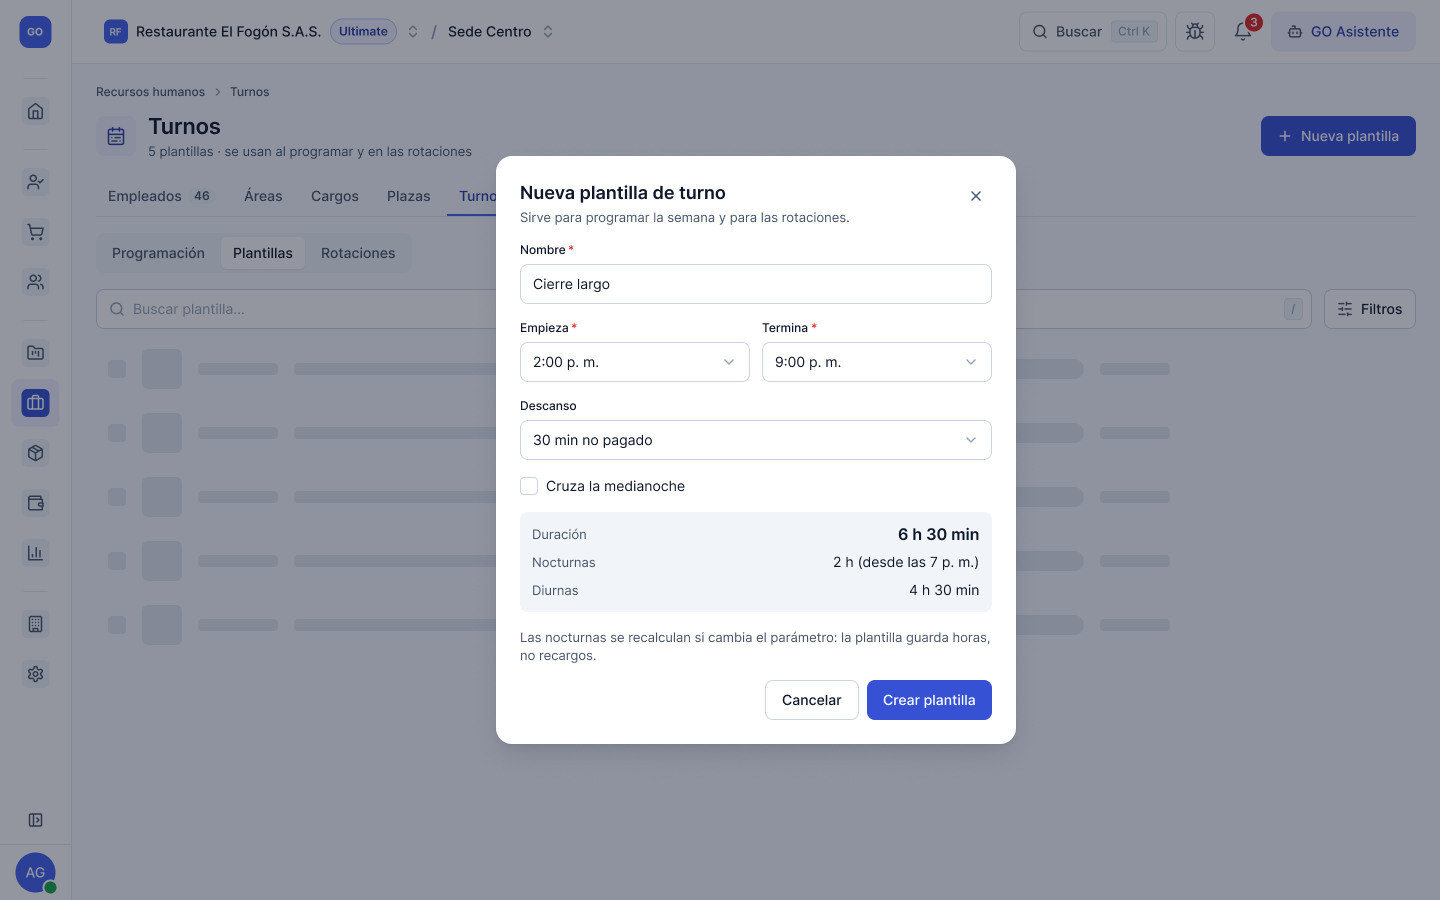 GO
RF Restaurante El Fogón S.A.S. Ultimate / Sede Centro
Buscar Ctrl K
3
GO Asistente
Recursos humanos > Turnos
Turnos
5 plantillas · se usan al programar y en las rotaciones
Nueva plantilla
Empleados 46 Áreas Cargos Plazas Turno
Programación Plantillas Rotaciones
Buscar plantilla... /
Filtros
Nueva plantilla de turno
Sirve para programar la semana y para las rotaciones.
Nombre *
Cierre largo
Empieza * Termina *
2:00 p. m. 9:00 p. m.
Descanso
30 min no pagado
Cruza la medianoche
Duración 6 h 30 min
Nocturnas 2 h (desde las 7 p. m.)
Diurnas 4 h 30 min
Las nocturnas se recalculan si cambia el parámetro: la plantilla guarda horas,
no recargos.
Cancelar Crear plantilla
AG